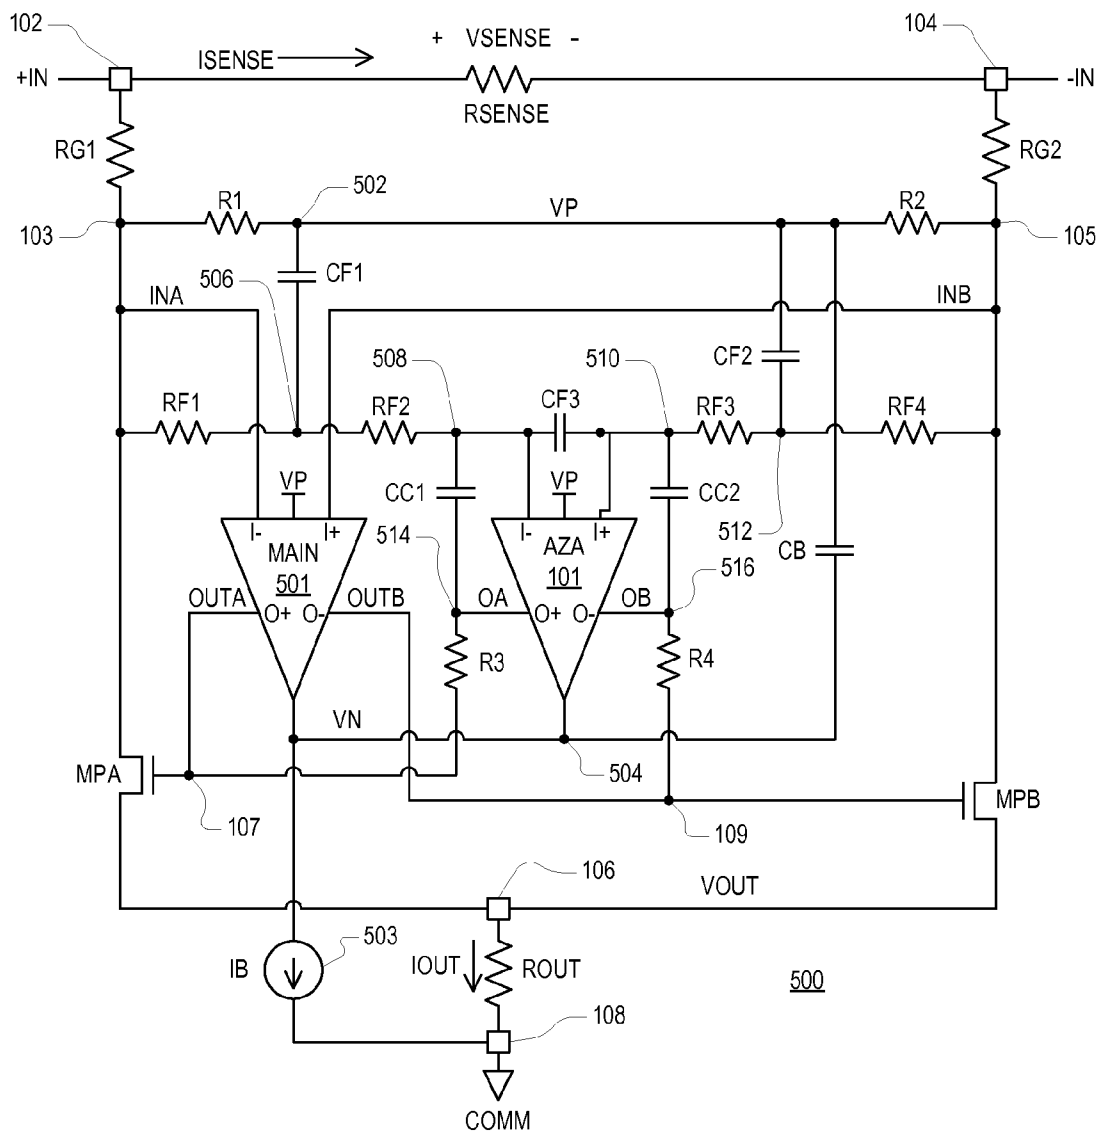 102
+ VSENSE -
104
ISENSE
+IN
-IN
RSENSE
RG1
RG2
502
R1
VP
R2
103
105
506
CF1
INA
INB
508
510
CF2
RF1
RF2
CF3
RF3
RF4
VP
CC1
VP
CC2
I- I+
I- I+
514
512
MAIN
AZA
CB
501
101
516
OUTA
OUTB
OA
OB
O+ O-
O+ O-
R3
R4
VN
MPA
504
MPB
107
109
106
VOUT
503
IB
IOUT
ROUT
500
108
COMM